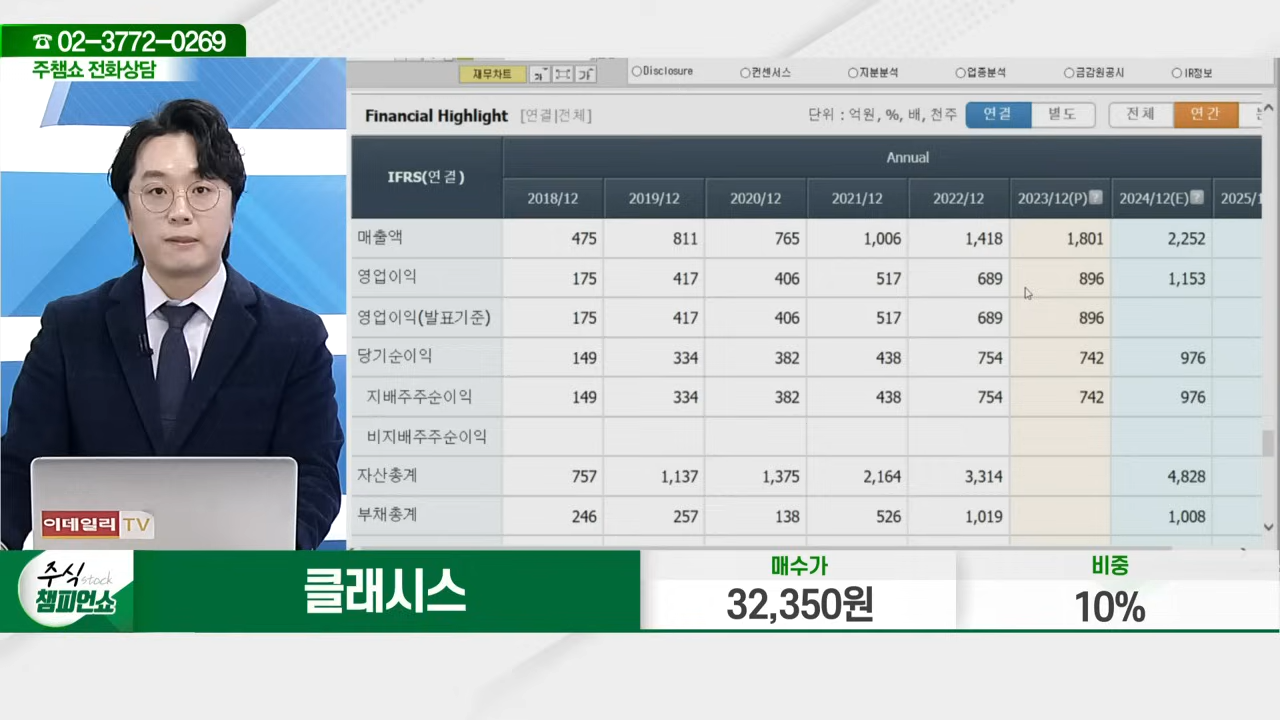 ☎ 02-3772-0269
주챔쇼 전화상담
재무차트 가 가
Disclosure 컨센서스 지분분석 업종분석 금감원공시 IR정보
Financial Highlight [연결|전체] 단위 : 억원, %, 배, 천주 연결 별도 전체 연간
IFRS(연결) Annual
2018/12 2019/12 2020/12 2021/12 2022/12 2023/12(P) ? 2024/12(E) ? 2025/1
매출액 475 811 765 1,006 1,418 1,801 2,252
영업이익 175 417 406 517 689 896 1,153
영업이익(발표기준) 175 417 406 517 689 896
당기순이익 149 334 382 438 754 742 976
지배주주순이익 149 334 382 438 754 742 976
비지배주주순이익
자산총계 757 1,137 1,375 2,164 3,314 4,828
부채총계 246 257 138 526 1,019 1,008
이데일리 TV
주식 stock
챔피언쇼
클래시스
매수가
32,350원
비중
10%